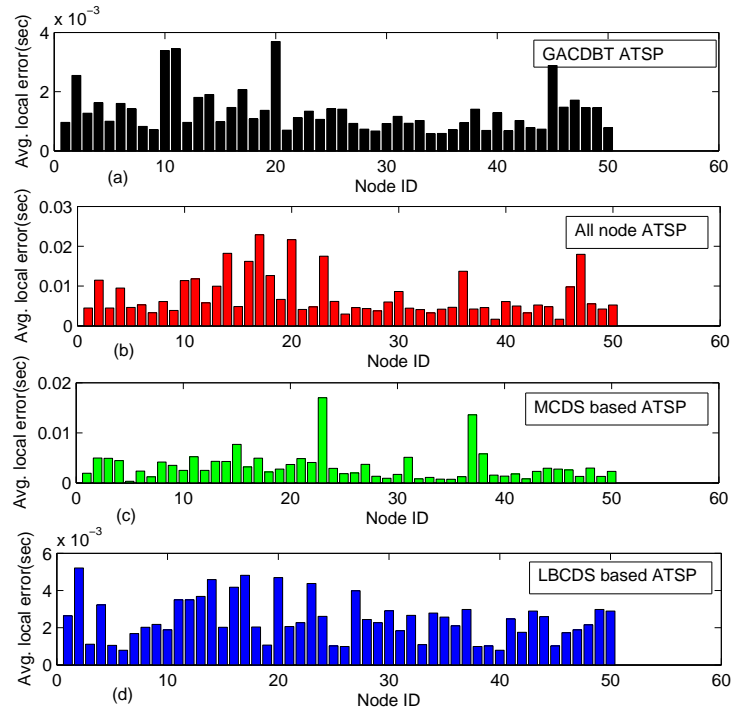 x 10⁻³
4
2
0
0 10 20 30 40 50 60
Avg. local error(sec)
Node ID
(a)
GACDBT ATSP
0.03
0.02
0.01
0
0 10 20 30 40 50 60
Avg. local error(sec)
Node ID
(b)
All node ATSP
0.02
0.01
0
0 10 20 30 40 50 60
Avg. local error(sec)
Node ID
(c)
MCDS based ATSP
x 10⁻³
6
4
2
0
0 10 20 30 40 50 60
Avg. local error(sec)
Node ID
(d)
LBCDS based ATSP